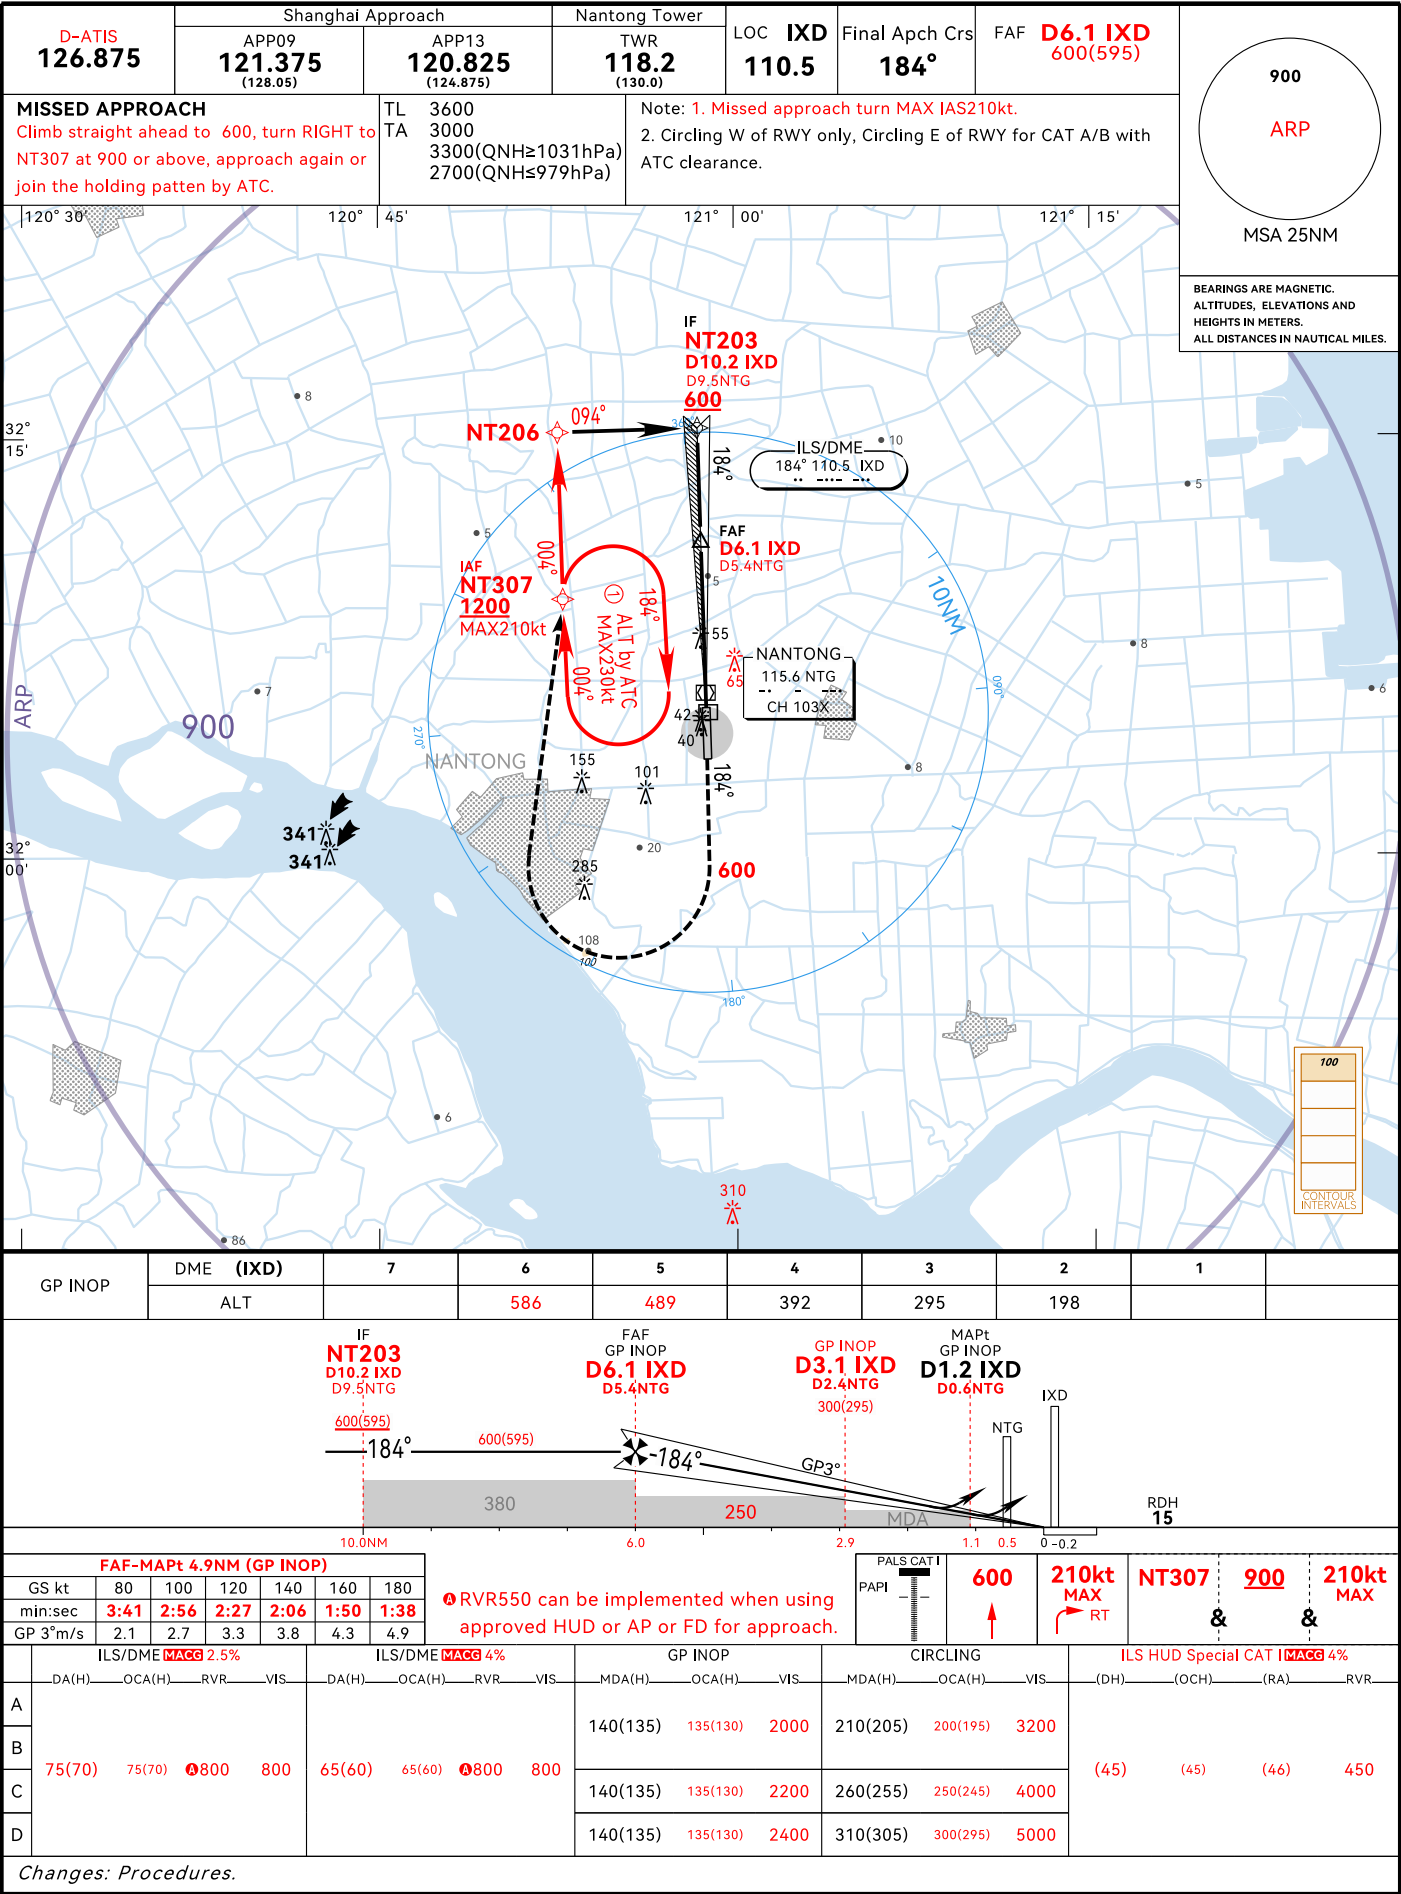 D-ATIS
126.875
Shanghai Approach
APP09
121.375
(128.05)
APP13
120.825
(124.875)
Nantong Tower
TWR
118.2
(130.0)
LOC IXD
110.5
Final Apch Crs
184°
FAF D6.1 IXD
600(595)
MISSED APPROACH
Climb straight ahead to 600, turn RIGHT to
NT307 at 900 or above, approach again or
join the holding patten by ATC.
TL 3600
TA 3000
3300(QNH≥1031hPa)
2700(QNH≤979hPa)
Note: 1. Missed approach turn MAX IAS210kt.
2. Circling W of RWY only, Circling E of RWY for CAT A/B with
ATC clearance.
900
ARP
MSA 25NM
BEARINGS ARE MAGNETIC.
ALTITUDES, ELEVATIONS AND
HEIGHTS IN METERS.
ALL DISTANCES IN NAUTICAL MILES.
120° 30'
120° 45'
121° 00'
121° 15'
IF
NT203
D10.2 IXD
D9.5NTG
600
8
32°
15'
NT206
094°
36
184°
10
ILS/DME
184° 110.5 IXD
5
5
FAF
D6.1 IXD
D5.4NTG
5
004°
IAF
NT307
1200
MAX210kt
184°
① ALT by ATC
MAX230kt
004°
10NM
55
65
NANTONG
115.6 NTG
CH 103X
8
090°
6
7
ARP
900
270°
42
40
NANTONG
155
101
184°
8
341
341
32°
00'
20
285
600
108
100
180°
6
100
CONTOUR
INTERVALS
310
86
GP INOP
DME (IXD) 7 6 5 4 3 2 1
ALT 586 489 392 295 198
IF
NT203
D10.2 IXD
D9.5NTG
600(595)
FAF
GP INOP
D6.1 IXD
D5.4NTG
GP INOP
D3.1 IXD
D2.4NTG
300(295)
MAPt
GP INOP
D1.2 IXD
D0.6NTG
IXD
NTG
184°
600(595)
184°
GP3°
380
250
MDA
RDH
15
10.0NM 6.0 2.9 1.1 0.5 0 -0.2
FAF-MAPt 4.9NM (GP INOP)
GS kt 80 100 120 140 160 180
min:sec 3:41 2:56 2:27 2:06 1:50 1:38
GP 3°m/s 2.1 2.7 3.3 3.8 4.3 4.9
A RVR550 can be implemented when using
approved HUD or AP or FD for approach.
PALS CAT I
PAPI
600
210kt
MAX
RT
NT307 & 900 & 210kt
MAX
ILS/DME MACG 2.5%
DA(H) OCA(H) RVR VIS
ILS/DME MACG 4%
DA(H) OCA(H) RVR VIS
GP INOP
MDA(H) OCA(H) VIS
CIRCLING
MDA(H) OCA(H) VIS
ILS HUD Special CAT I MACG 4%
(DH) (OCH) (RA) RVR
A
B
C
D
75(70) 75(70) A800 800
65(60) 65(60) A800 800
140(135) 135(130) 2000
140(135) 135(130) 2200
140(135) 135(130) 2400
210(205) 200(195) 3200
260(255) 250(245) 4000
310(305) 300(295) 5000
(45) (45) (46) 450
Changes: Procedures.